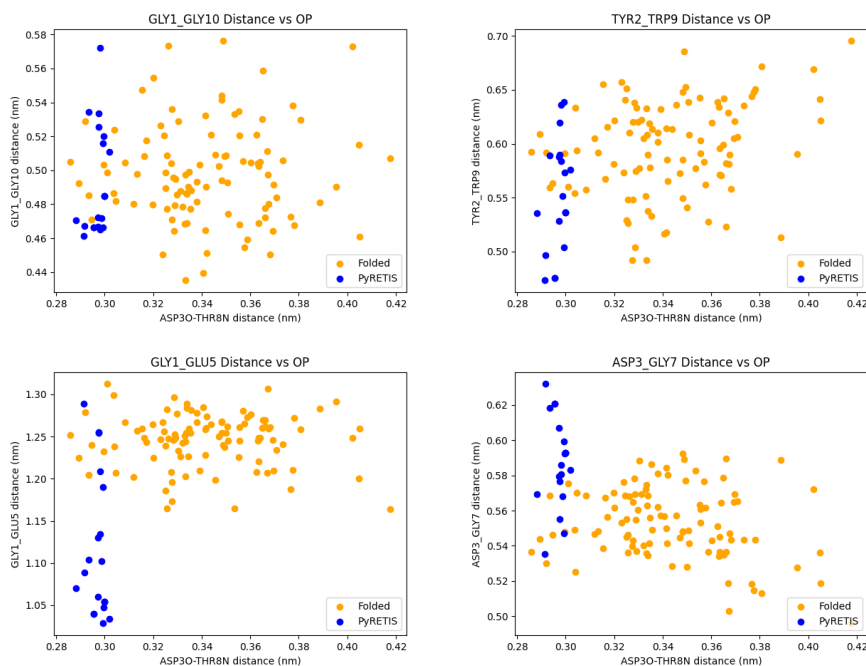 GLY1_GLY10 Distance vs OP
0.58
0.56
0.54
0.52
0.50
0.48
0.46
0.44
GLY1_GLY10 distance (nm)
Folded
PyRETIS
0.28 0.30 0.32 0.34 0.36 0.38 0.40 0.42
ASP3O-THR8N distance (nm)
TYR2_TRP9 Distance vs OP
0.70
0.65
0.60
0.55
0.50
TYR2_TRP9 distance (nm)
Folded
PyRETIS
0.28 0.30 0.32 0.34 0.36 0.38 0.40 0.42
ASP3O-THR8N distance (nm)
GLY1_GLU5 Distance vs OP
1.30
1.25
1.20
1.15
1.10
1.05
GLY1_GLU5 distance (nm)
Folded
PyRETIS
0.28 0.30 0.32 0.34 0.36 0.38 0.40 0.42
ASP3O-THR8N distance (nm)
ASP3_GLY7 Distance vs OP
0.62
0.60
0.58
0.56
0.54
0.52
0.50
ASP3_GLY7 distance (nm)
Folded
PyRETIS
0.28 0.30 0.32 0.34 0.36 0.38 0.40 0.42
ASP3O-THR8N distance (nm)